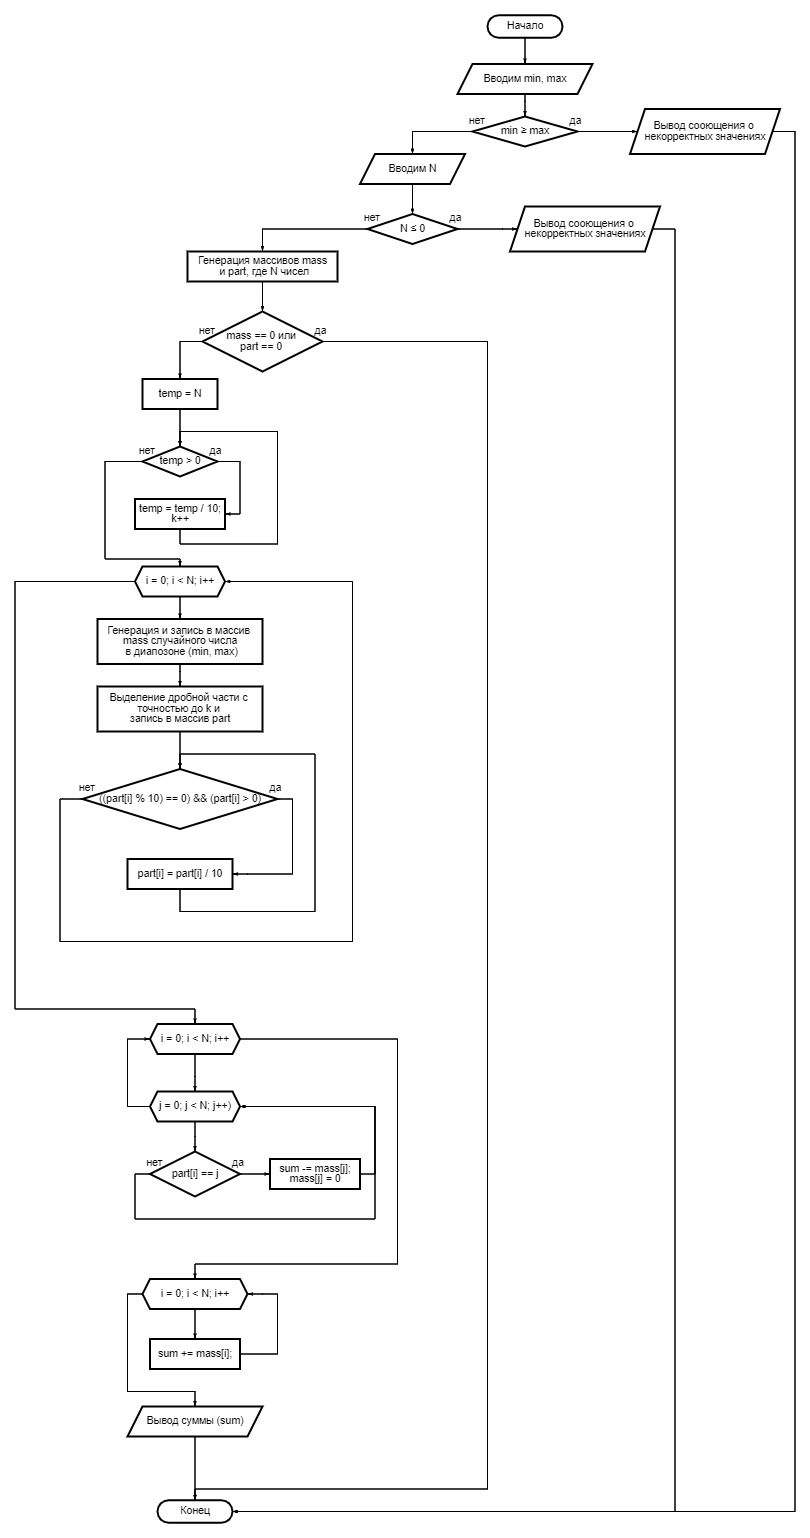 Начало
Вводим min, max
нет
да
min ≥ max
Вывод сооющения о
некорректных значениях
Вводим N
нет
да
N ≤ 0
Вывод сооющения о
некорректных значениях
Генерация массивов mass
и part, где N чисел
нет
да
mass == 0 или
part == 0
temp = N
нет
да
temp > 0
temp = temp / 10;
k++
i = 0; i < N; i++
Генерация и запись в массив
mass случайного числа
в диапозоне (min, max)
Выделение дробной части с
точностью до k и
запись в массив part
нет
да
((part[i] % 10) == 0) && (part[i] > 0)
part[i] = part[i] / 10
i = 0; i < N; i++
j = 0; j < N; j++)
нет
да
part[i] == j
sum -= mass[j];
mass[j] = 0
i = 0; i < N; i++
sum += mass[i];
Вывод суммы (sum)
Конец